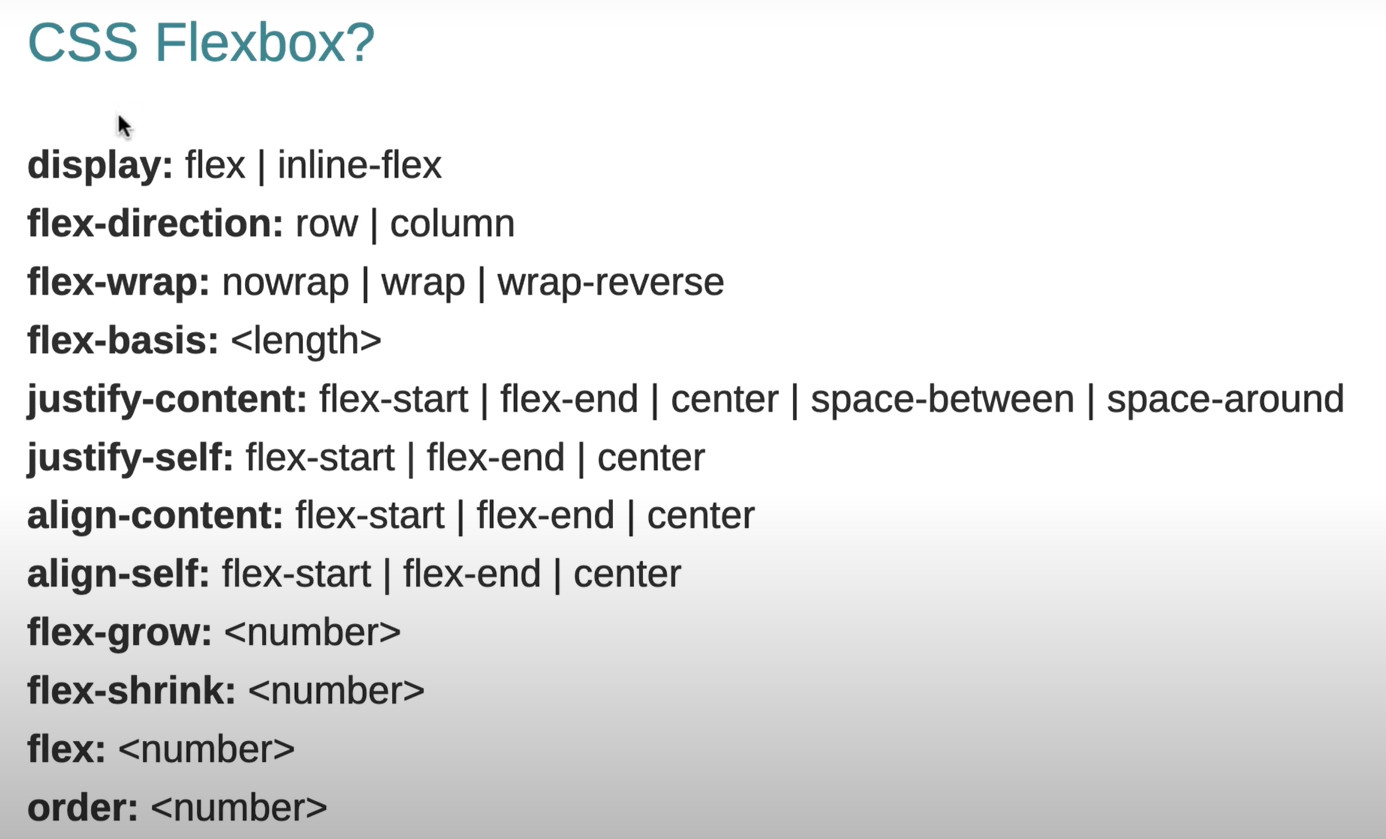 CSS Flexbox?
display: flex | inline-flex
flex-direction: row | column
flex-wrap: nowrap | wrap | wrap-reverse
flex-basis: <length>
justify-content: flex-start | flex-end | center | space-between | space-around
justify-self: flex-start | flex-end | center
align-content: flex-start | flex-end | center
align-self: flex-start | flex-end | center
flex-grow: <number>
flex-shrink: <number>
flex: <number>
order: <number>